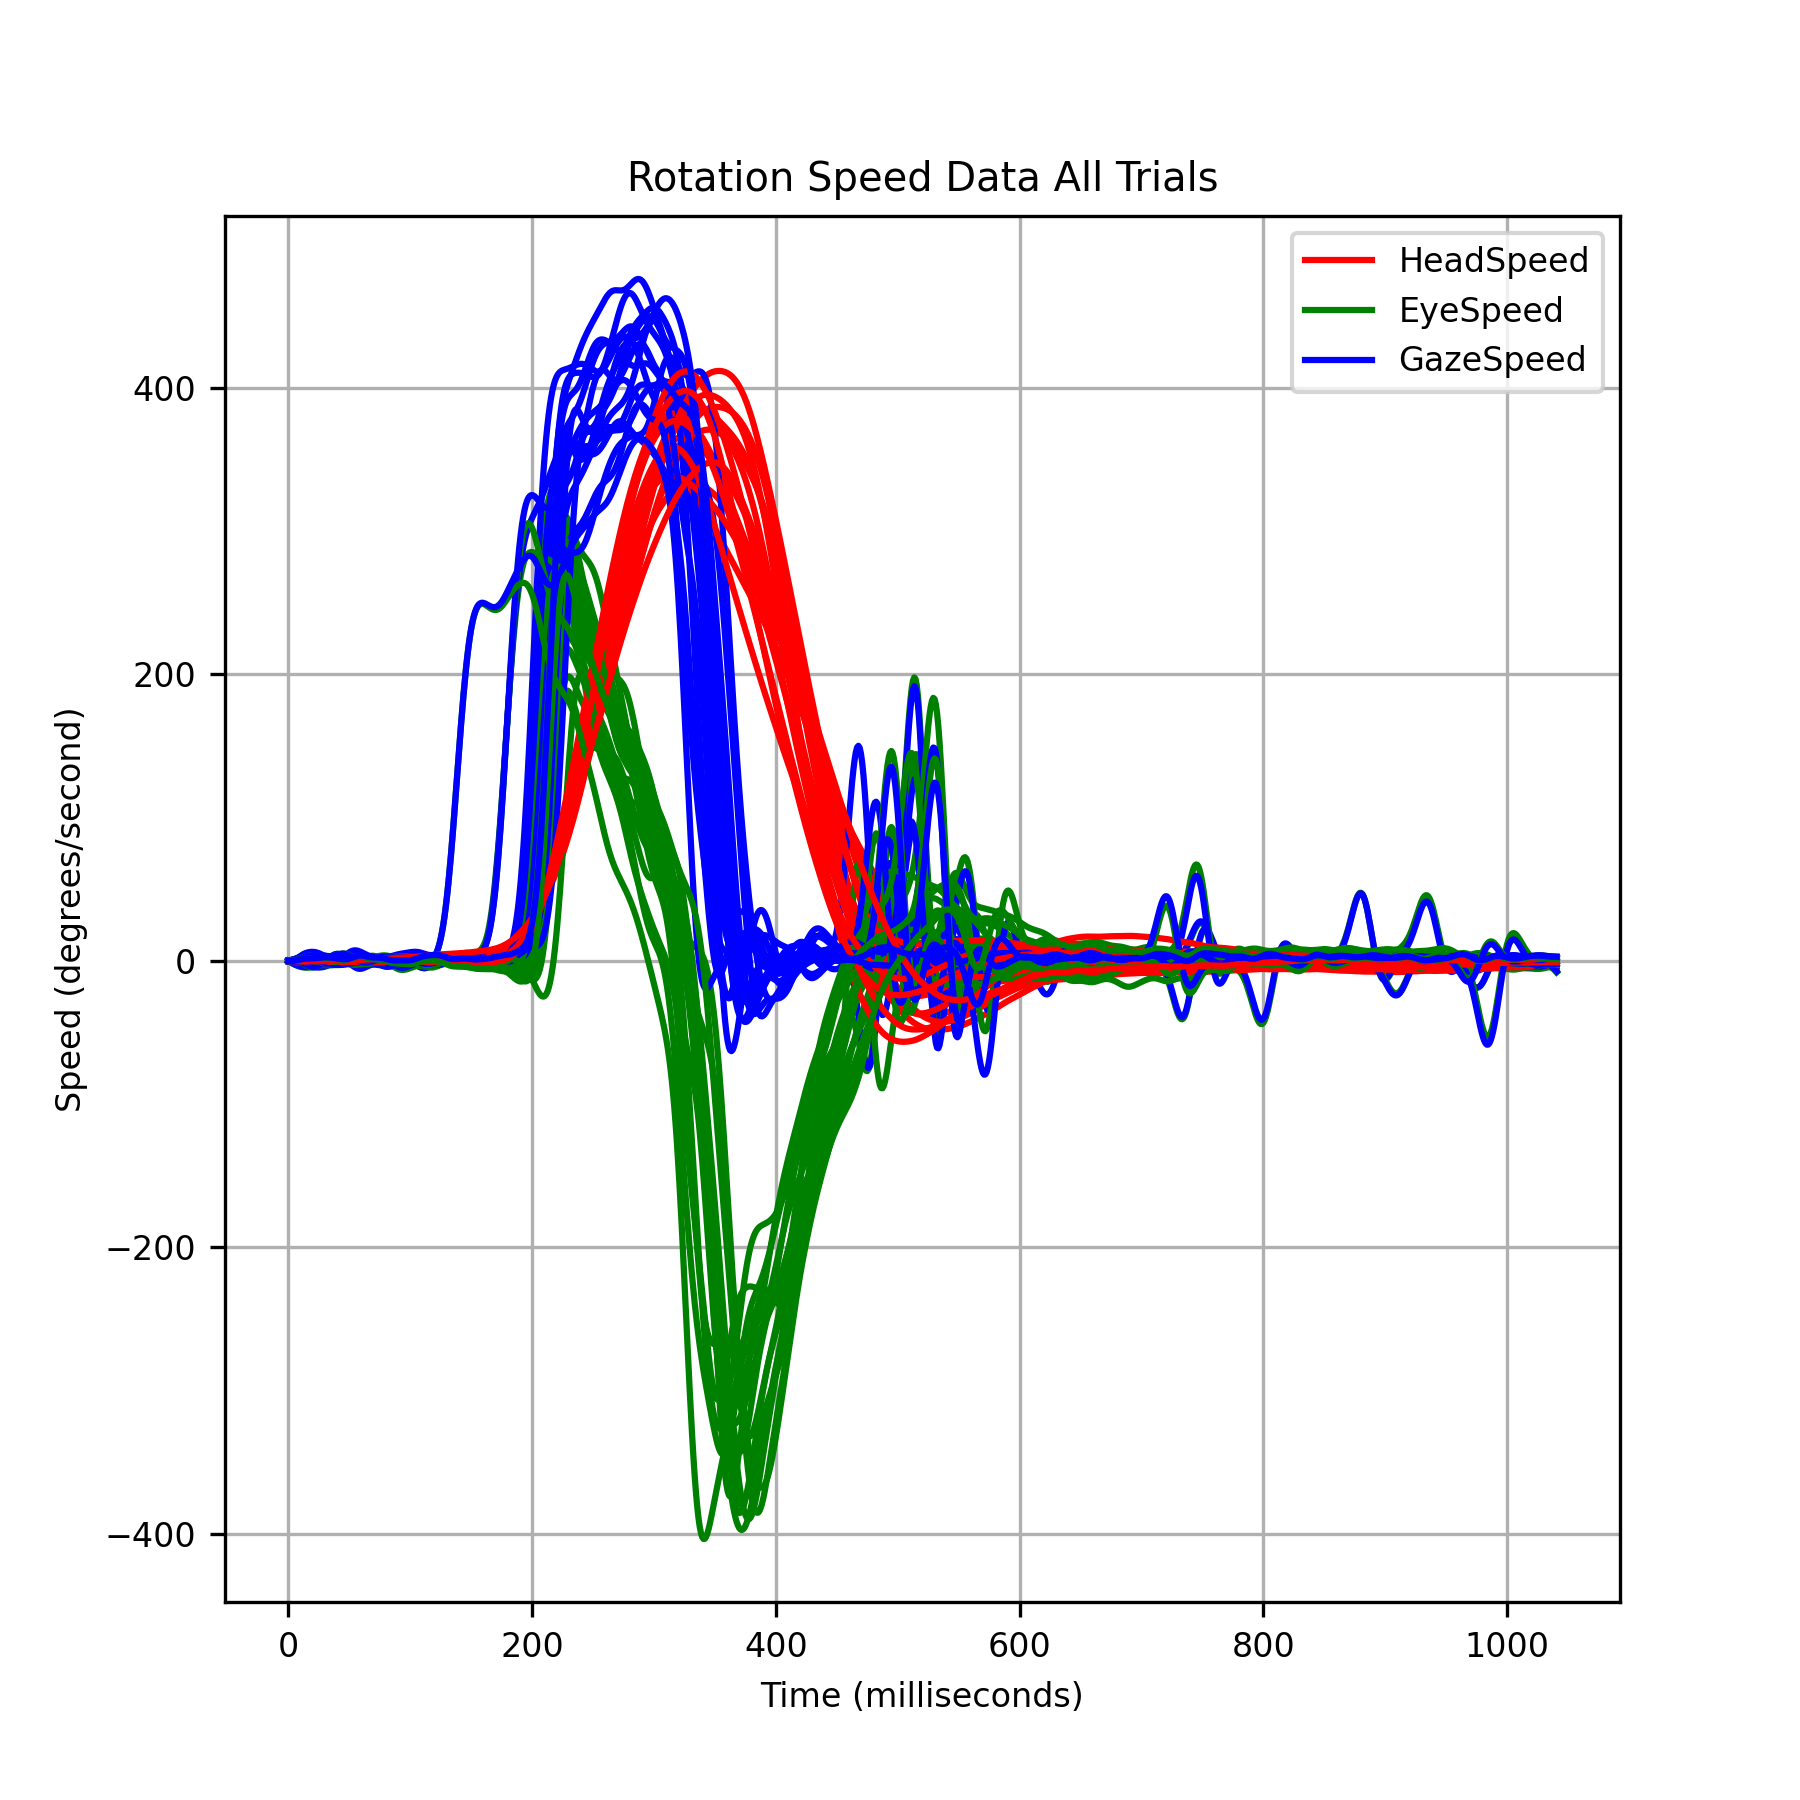 Rotation Speed Data All Trials
HeadSpeed
EyeSpeed
GazeSpeed
400
200
0
−200
−400
Speed (degrees/second)
0 200 400 600 800 1000
Time (milliseconds)